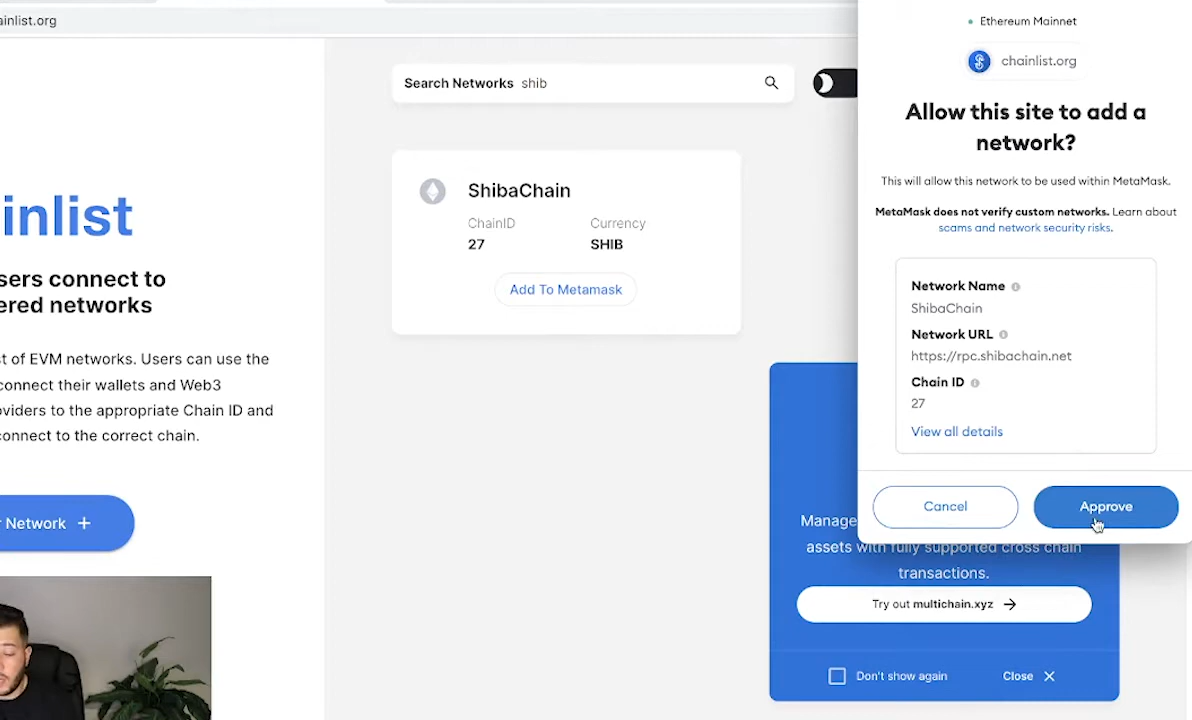 ainlist.org
Search Networks shib
ShibaChain
ChainID Currency
27 SHIB
Add To Metamask
inlist
sers connect to
ered networks
t of EVM networks. Users can use the
connect their wallets and Web3
oviders to the appropriate Chain ID and
connect to the correct chain.
Network +
Ethereum Mainnet
chainlist.org
Allow this site to add a
network?
This will allow this network to be used within MetaMask.
MetaMask does not verify custom networks. Learn about
scams and network security risks.
Network Name
ShibaChain
Network URL
https://rpc.shibachain.net
Chain ID
27
View all details
Cancel Approve
Manage
assets with fully supported cross chain
transactions.
Try out multichain.xyz →
Don't show again Close ×